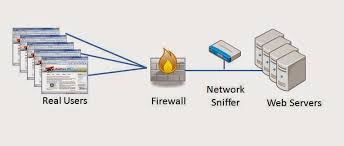 Real Users
Firewall
Network
Sniffer
Web Servers